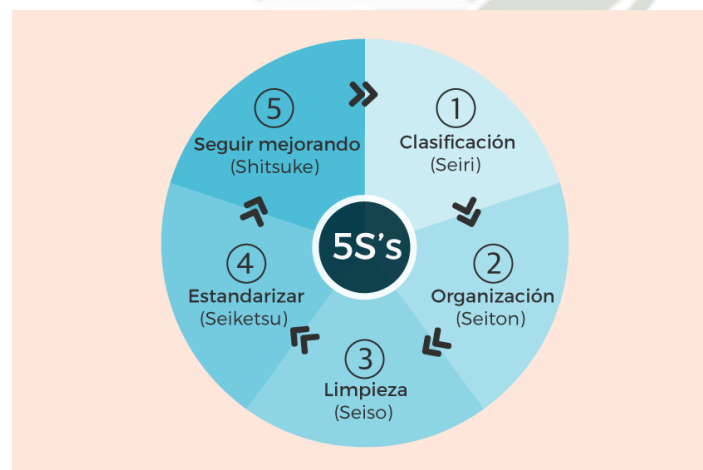 5S's
1
Clasificación
(Seiri)
2
Organización
(Seiton)
3
Limpieza
(Seiso)
4
Estandarizar
(Seiketsu)
5
Seguir mejorando
(Shitsuke)